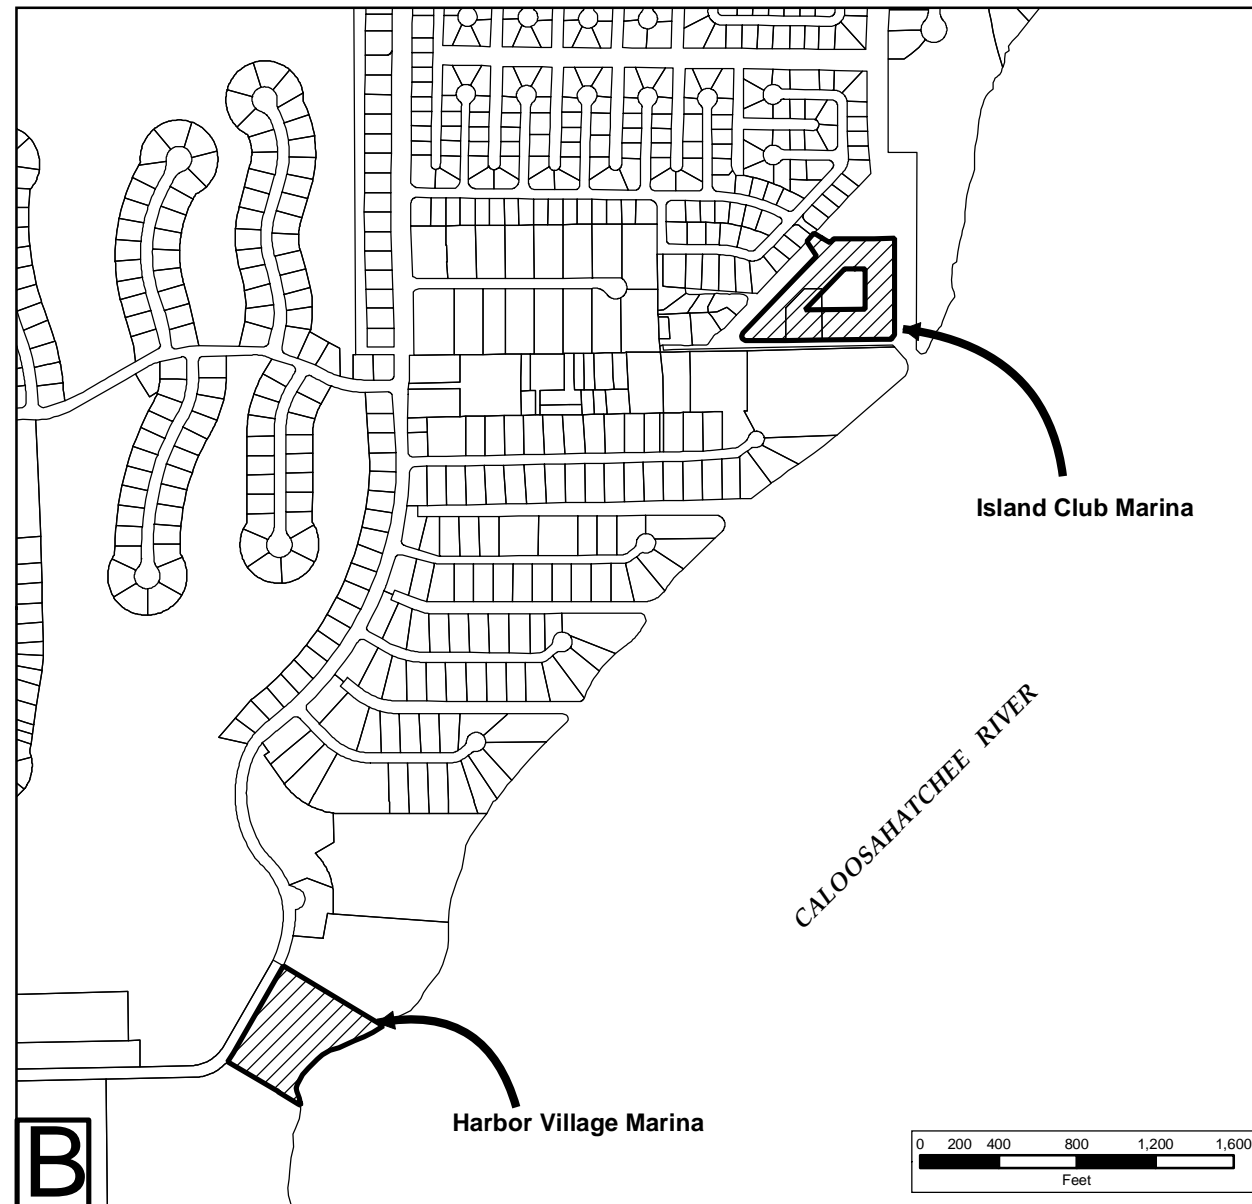 Island Club Marina
CALOOSAHATCHEE RIVER
Harbor Village Marina
B
0 200 400 800 1,200 1,600
Feet